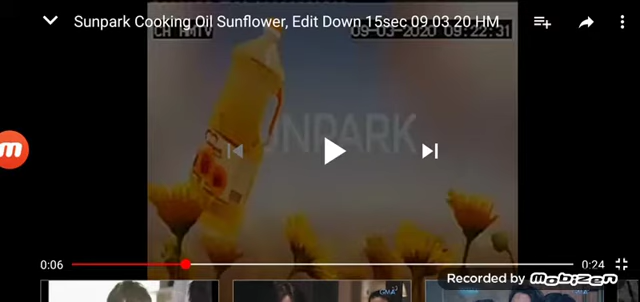 Sunpark Cooking Oil Sunflower, Edit Down 15sec 09 03 20 HM
CH HMTV
09-03-2020 09:22:31
SUNPARK
m
0:06
0:24
Recorded by mobizen